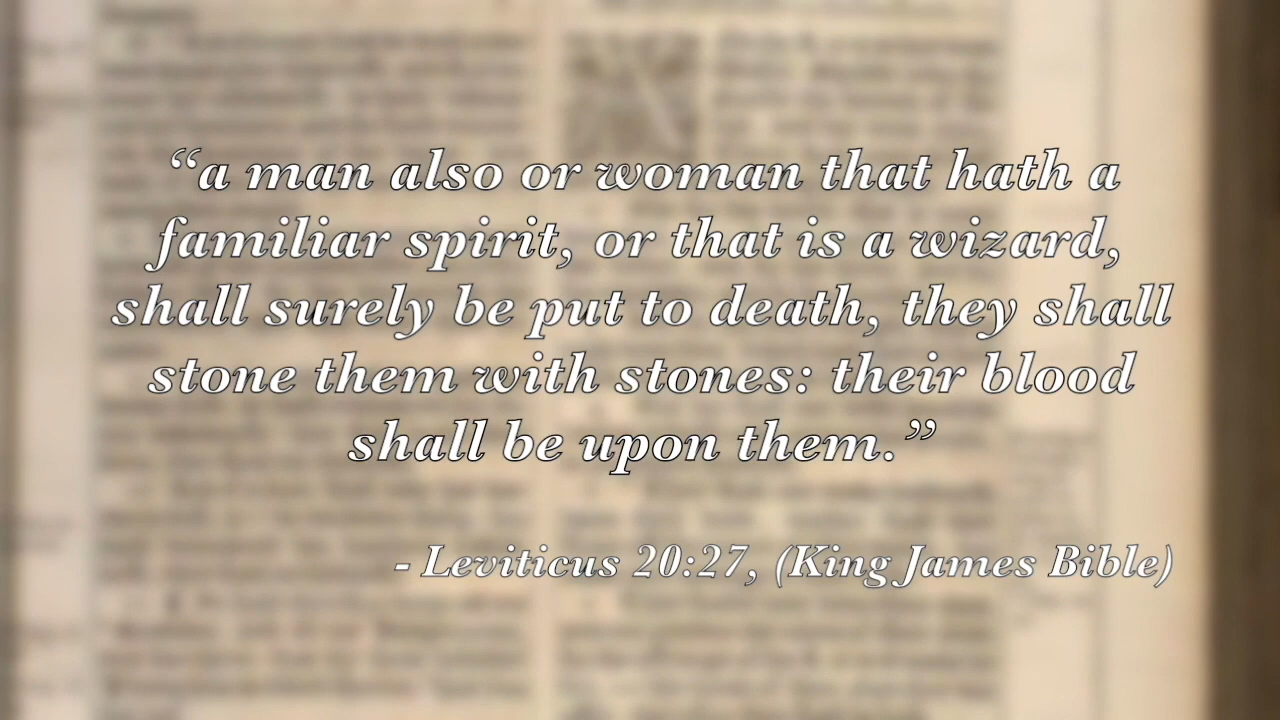 “a man also or woman that hath a
familiar spirit, or that is a wizard,
shall surely be put to death, they shall
stone them with stones: their blood
shall be upon them.”
- Leviticus 20:27, (King James Bible)